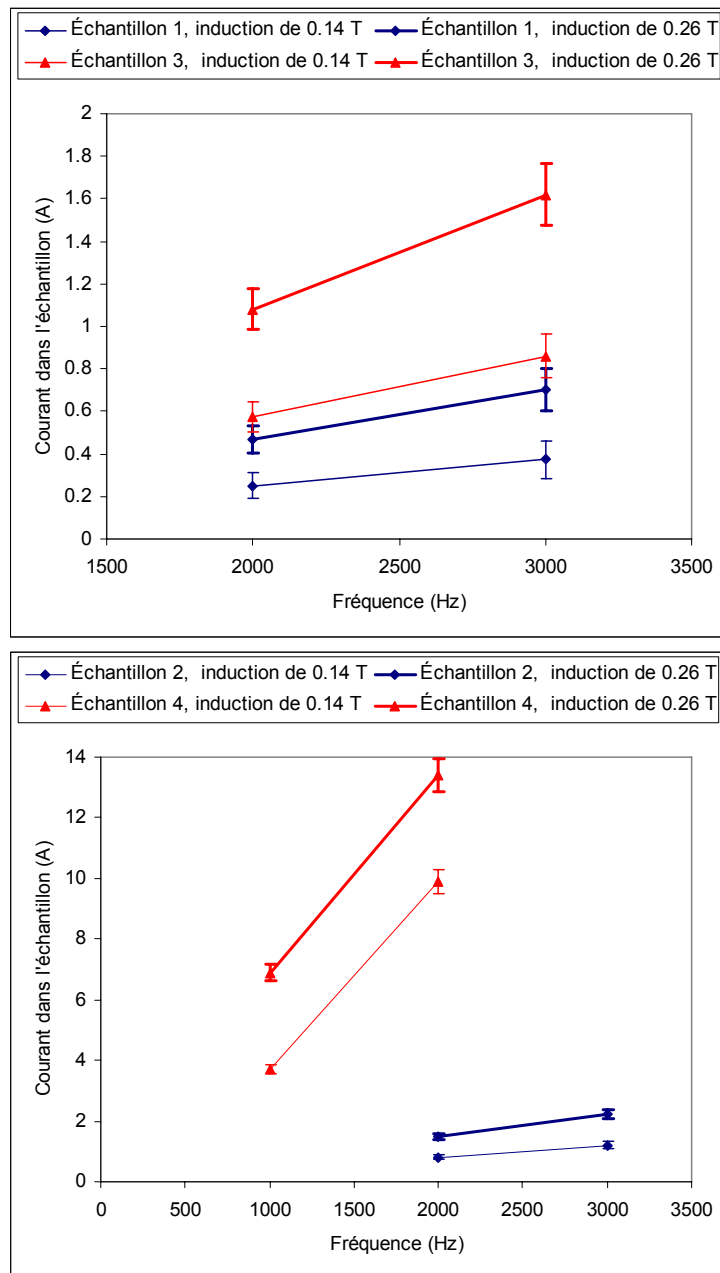 Échantillon 1, induction de 0.14 T
Échantillon 1, induction de 0.26 T
Échantillon 3, induction de 0.14 T
Échantillon 3, induction de 0.26 T
Courant dans l'échantillon (A)
2
1.8
1.6
1.4
1.2
1
0.8
0.6
0.4
0.2
0
1500 2000 2500 3000 3500
Fréquence (Hz)
Échantillon 2, induction de 0.14 T
Échantillon 2, induction de 0.26 T
Échantillon 4, induction de 0.14 T
Échantillon 4, induction de 0.26 T
Courant dans l'échantillon (A)
14
12
10
8
6
4
2
0
0 500 1000 1500 2000 2500 3000 3500
Fréquence (Hz)